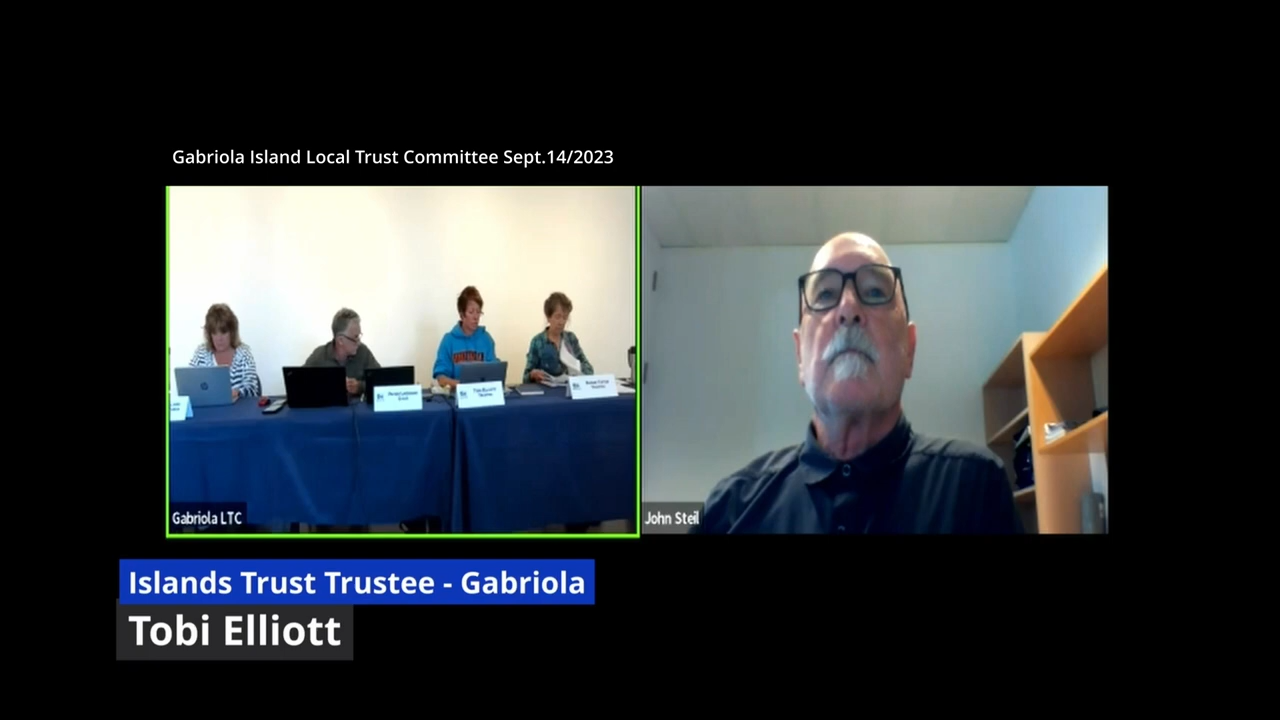 Gabriola Island Local Trust Committee Sept.14/2023
Gabriola LTC
John Steil
Islands Trust Trustee - Gabriola
Tobi Elliott